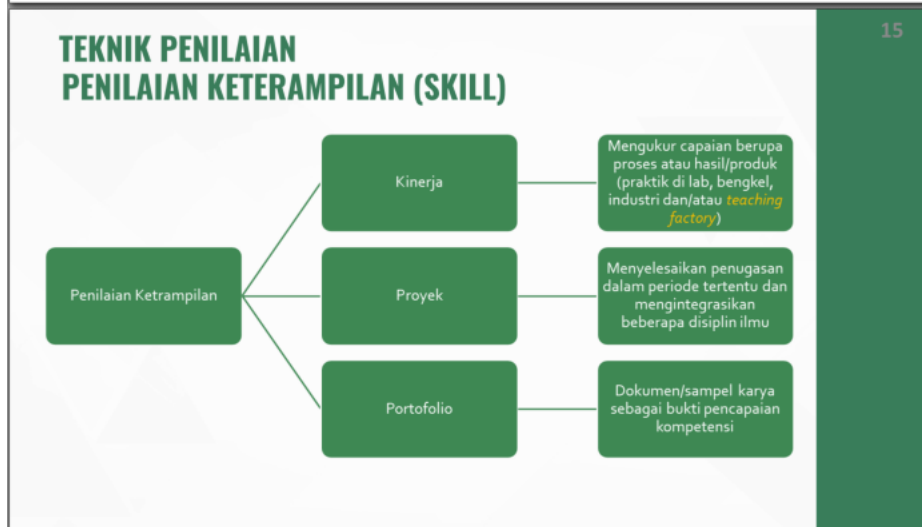 15
TEKNIK PENILAIAN
PENILAIAN KETERAMPILAN (SKILL)
Penilaian Ketrampilan
Kinerja
Mengukur capaian berupa
proses atau hasil/produk
(praktik di lab, bengkel,
industri dan/atau teaching
factory)
Proyek
Menyelesaikan penugasan
dalam periode tertentu dan
mengintegrasikan
beberapa disiplin ilmu
Portofolio
Dokumen/sampel karya
sebagai bukti pencapaian
kompetensi